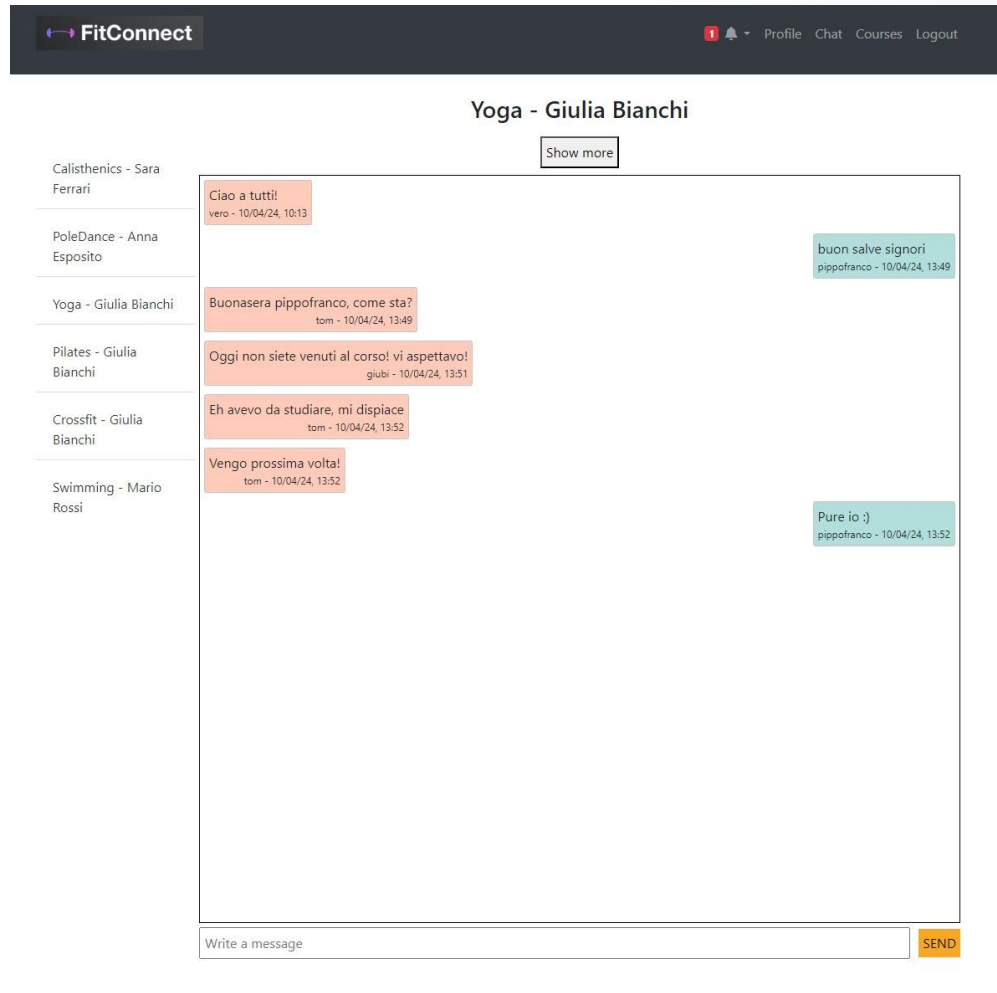 FitConnect
1 Profile Chat Courses Logout
Yoga - Giulia Bianchi
Show more
Calisthenics - Sara
Ferrari
PoleDance - Anna
Esposito
Yoga - Giulia Bianchi
Pilates - Giulia
Bianchi
Crossfit - Giulia
Bianchi
Swimming - Mario
Rossi
Ciao a tutti!
vero - 10/04/24, 10:13
buon salve signori
pippofranco - 10/04/24, 13:49
Buonasera pippofranco, come sta?
tom - 10/04/24, 13:49
Oggi non siete venuti al corso! vi aspettavo!
giubi - 10/04/24, 13:51
Eh avevo da studiare, mi dispiace
tom - 10/04/24, 13:52
Vengo prossima volta!
tom - 10/04/24, 13:52
Pure io :)
pippofranco - 10/04/24, 13:52
Write a message
SEND